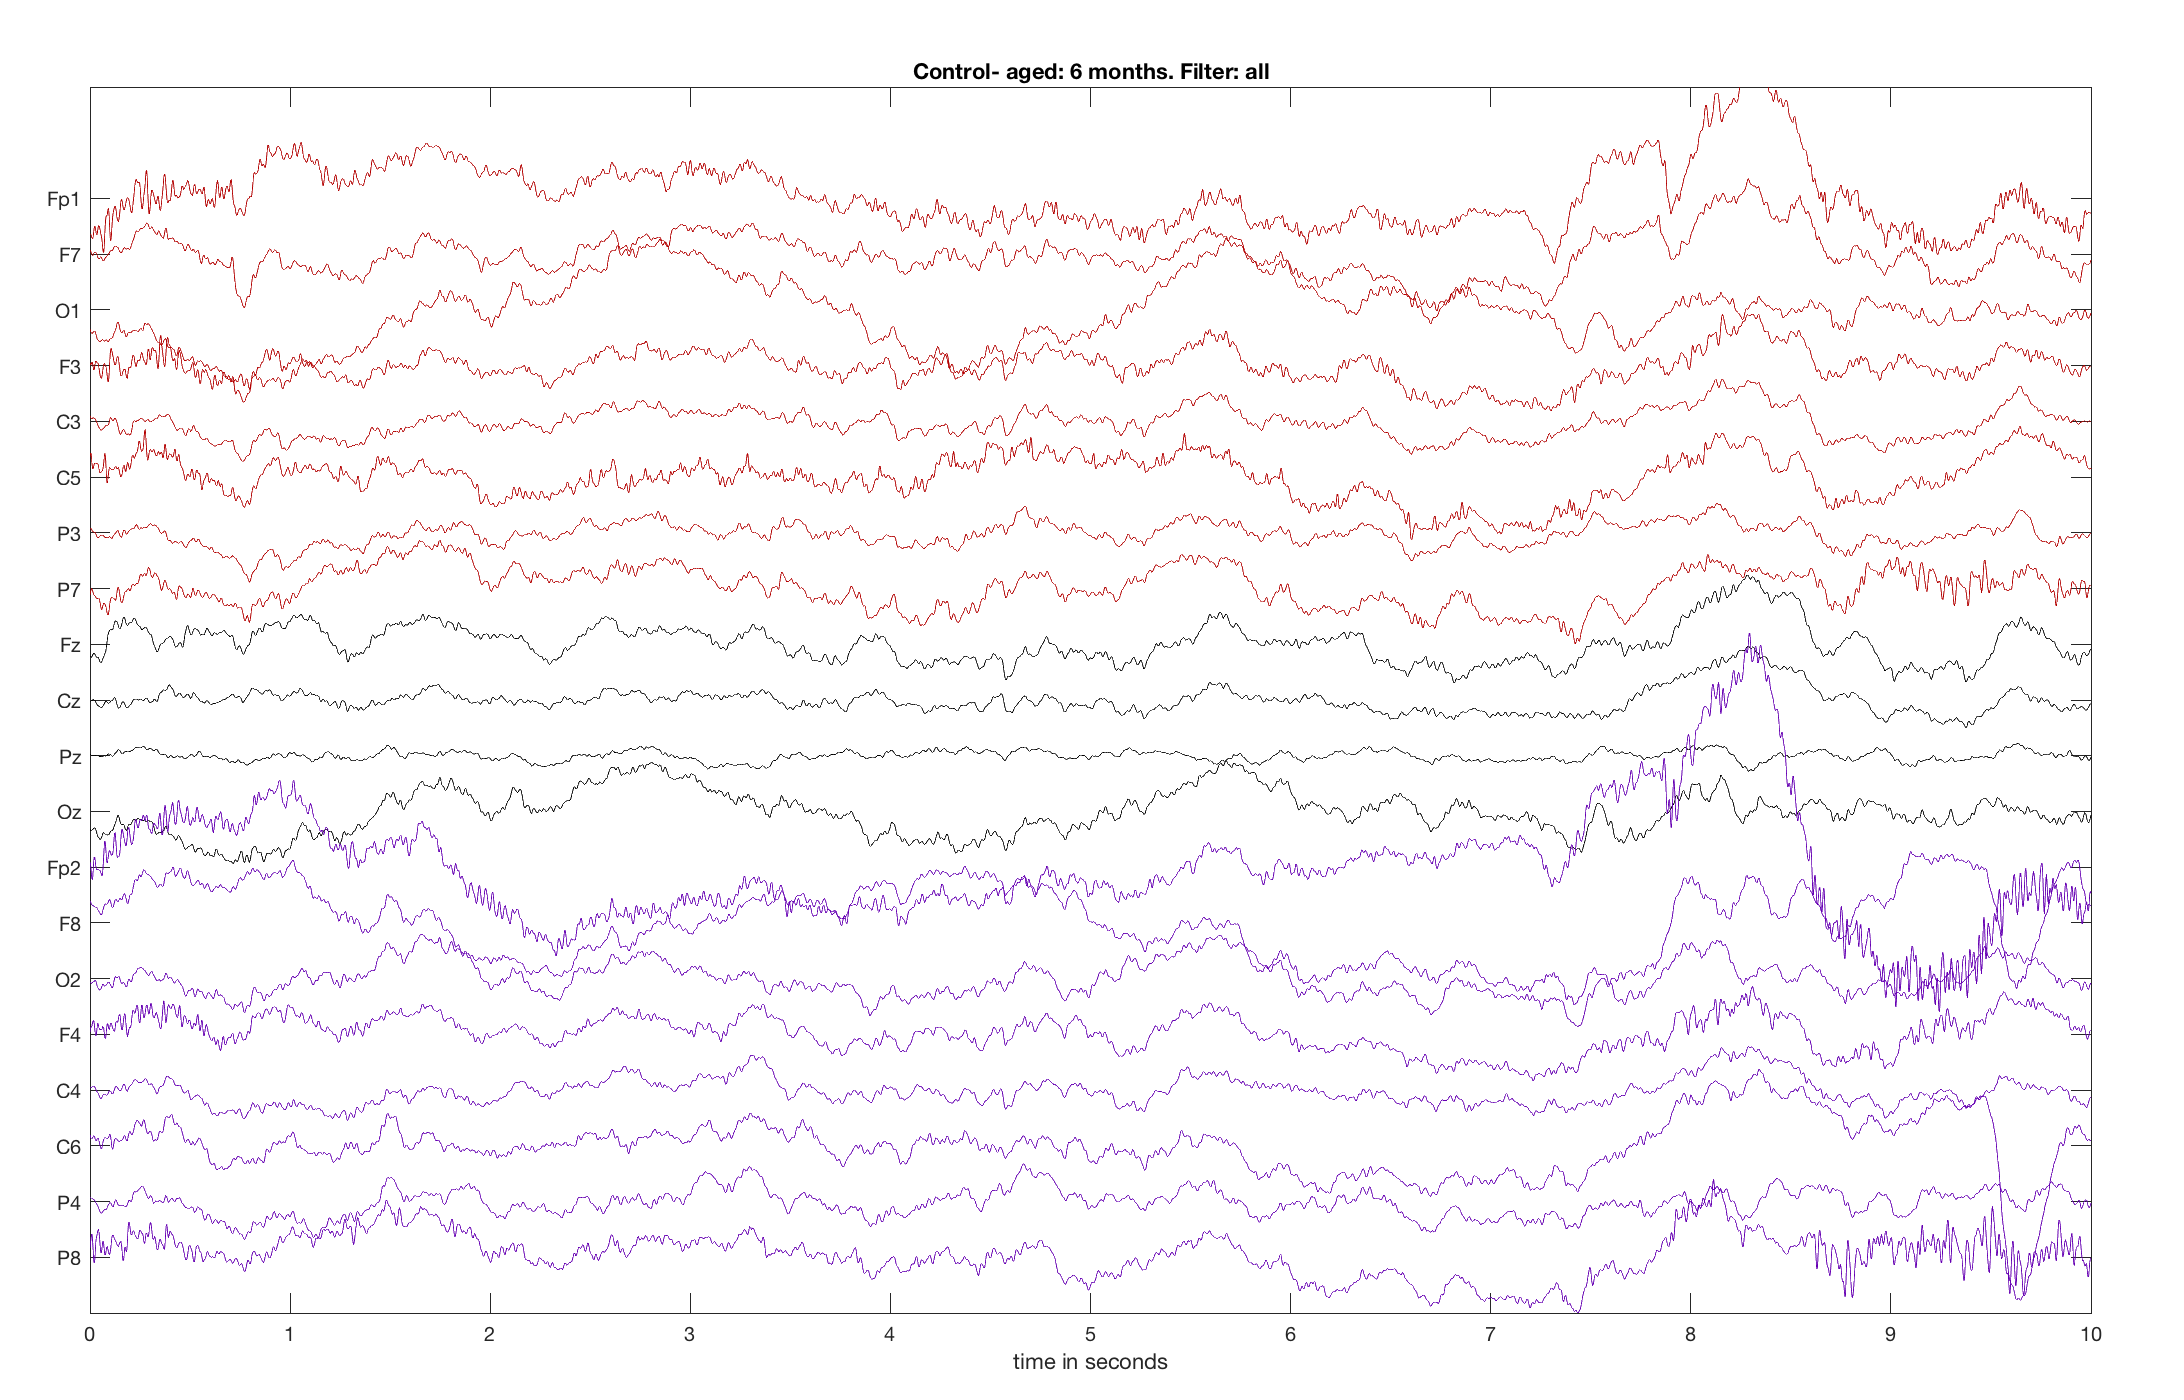 Control- aged: 6 months. Filter: all
Fp1
F7
O1
F3
C3
C5
P3
P7
Fz
Cz
Pz
Oz
Fp2
F8
O2
F4
C4
C6
P4
P8
0 1 2 3 4 5 6 7 8 9 10
time in seconds